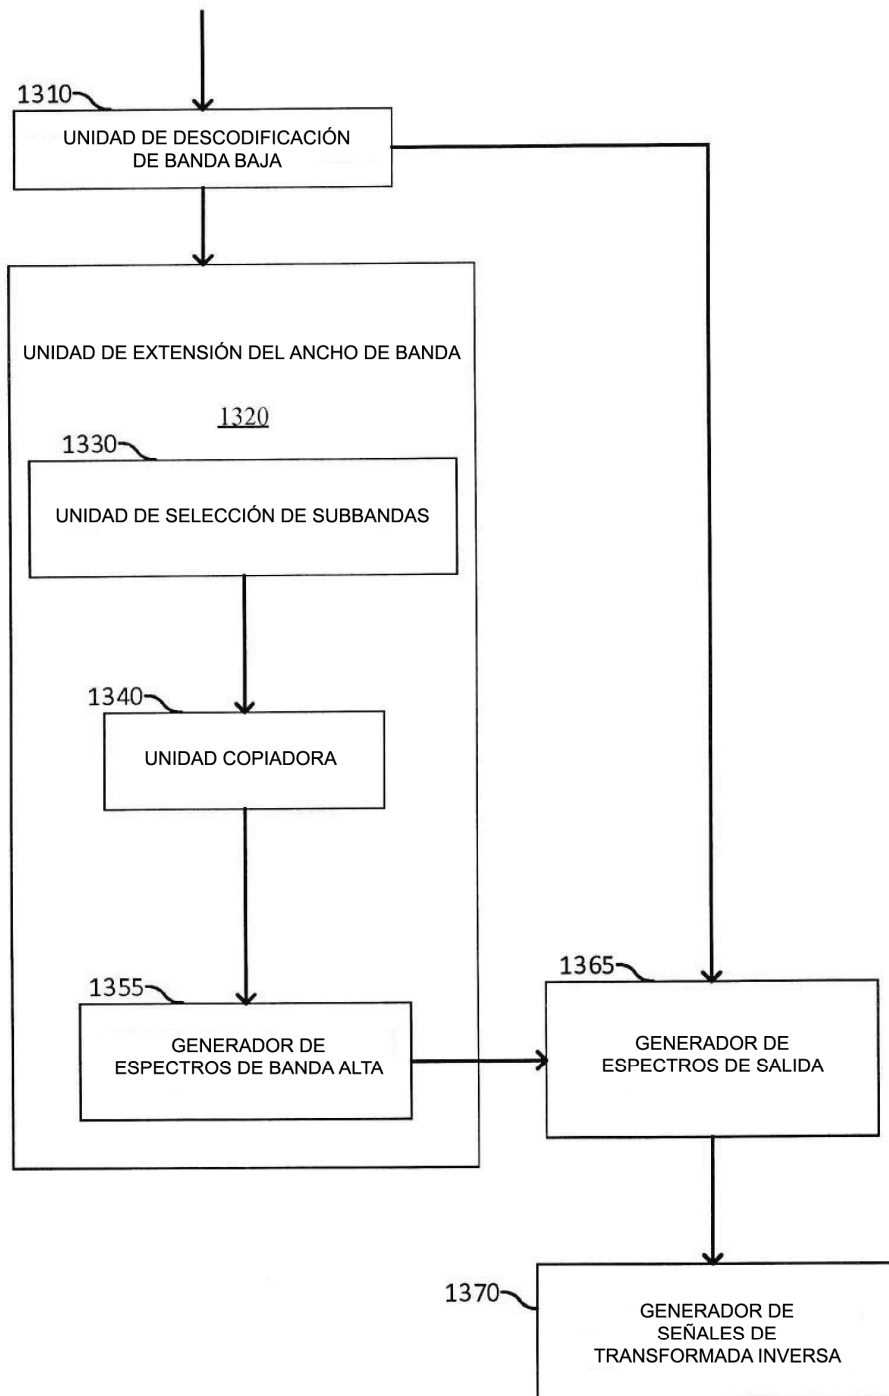 1310
UNIDAD DE DESCODIFICACIÓN
DE BANDA BAJA
UNIDAD DE EXTENSIÓN DEL ANCHO DE BANDA
1320
1330
UNIDAD DE SELECCIÓN DE SUBBANDAS
1340
UNIDAD COPIADORA
1355
GENERADOR DE
ESPECTROS DE BANDA ALTA
1365
GENERADOR DE
ESPECTROS DE SALIDA
1370
GENERADOR DE
SEÑALES DE
TRANSFORMADA INVERSA